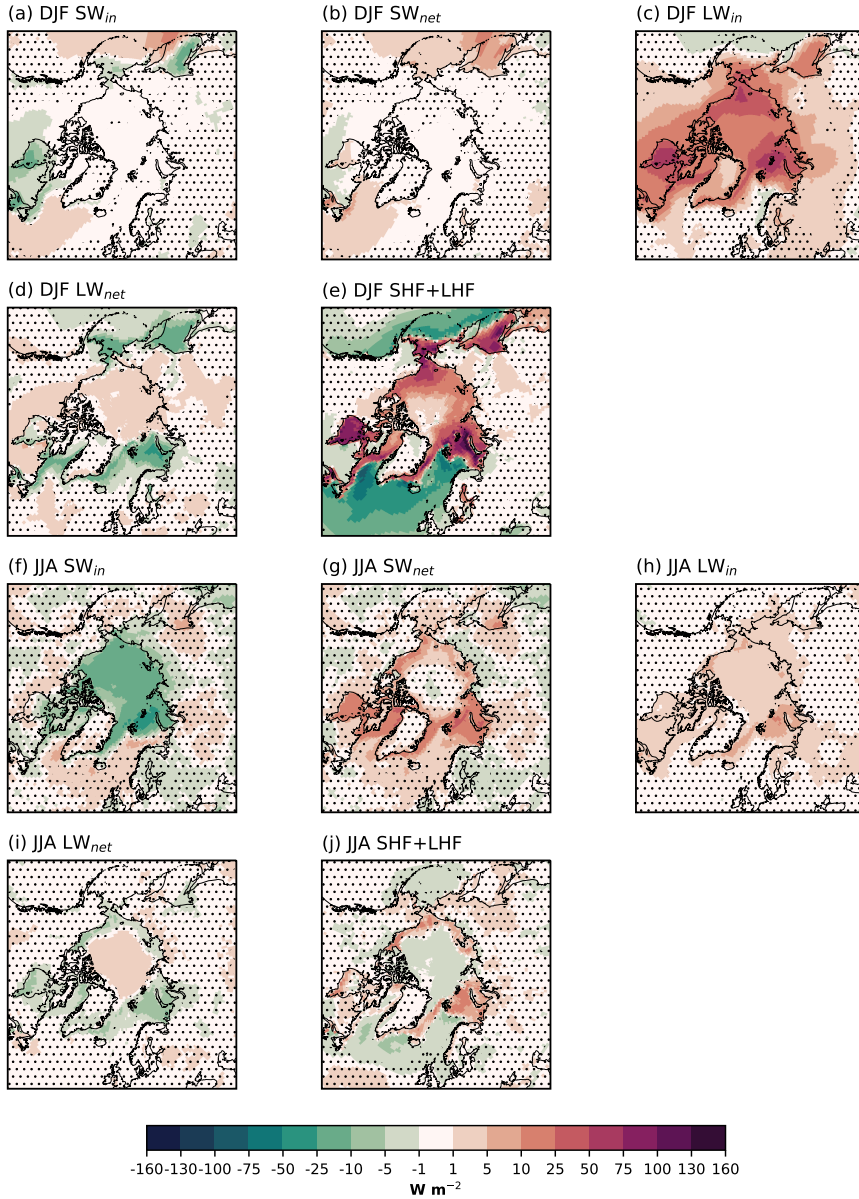 (a) DJF SWin
(b) DJF SWnet
(c) DJF LWin
(d) DJF LWnet
(e) DJF SHF+LHF
(f) JJA SWin
(g) JJA SWnet
(h) JJA LWin
(i) JJA LWnet
(j) JJA SHF+LHF
-160 -130 -100 -75 -50 -25 -10 -5 -1 1 5 10 25 50 75 100 130 160
W m−2